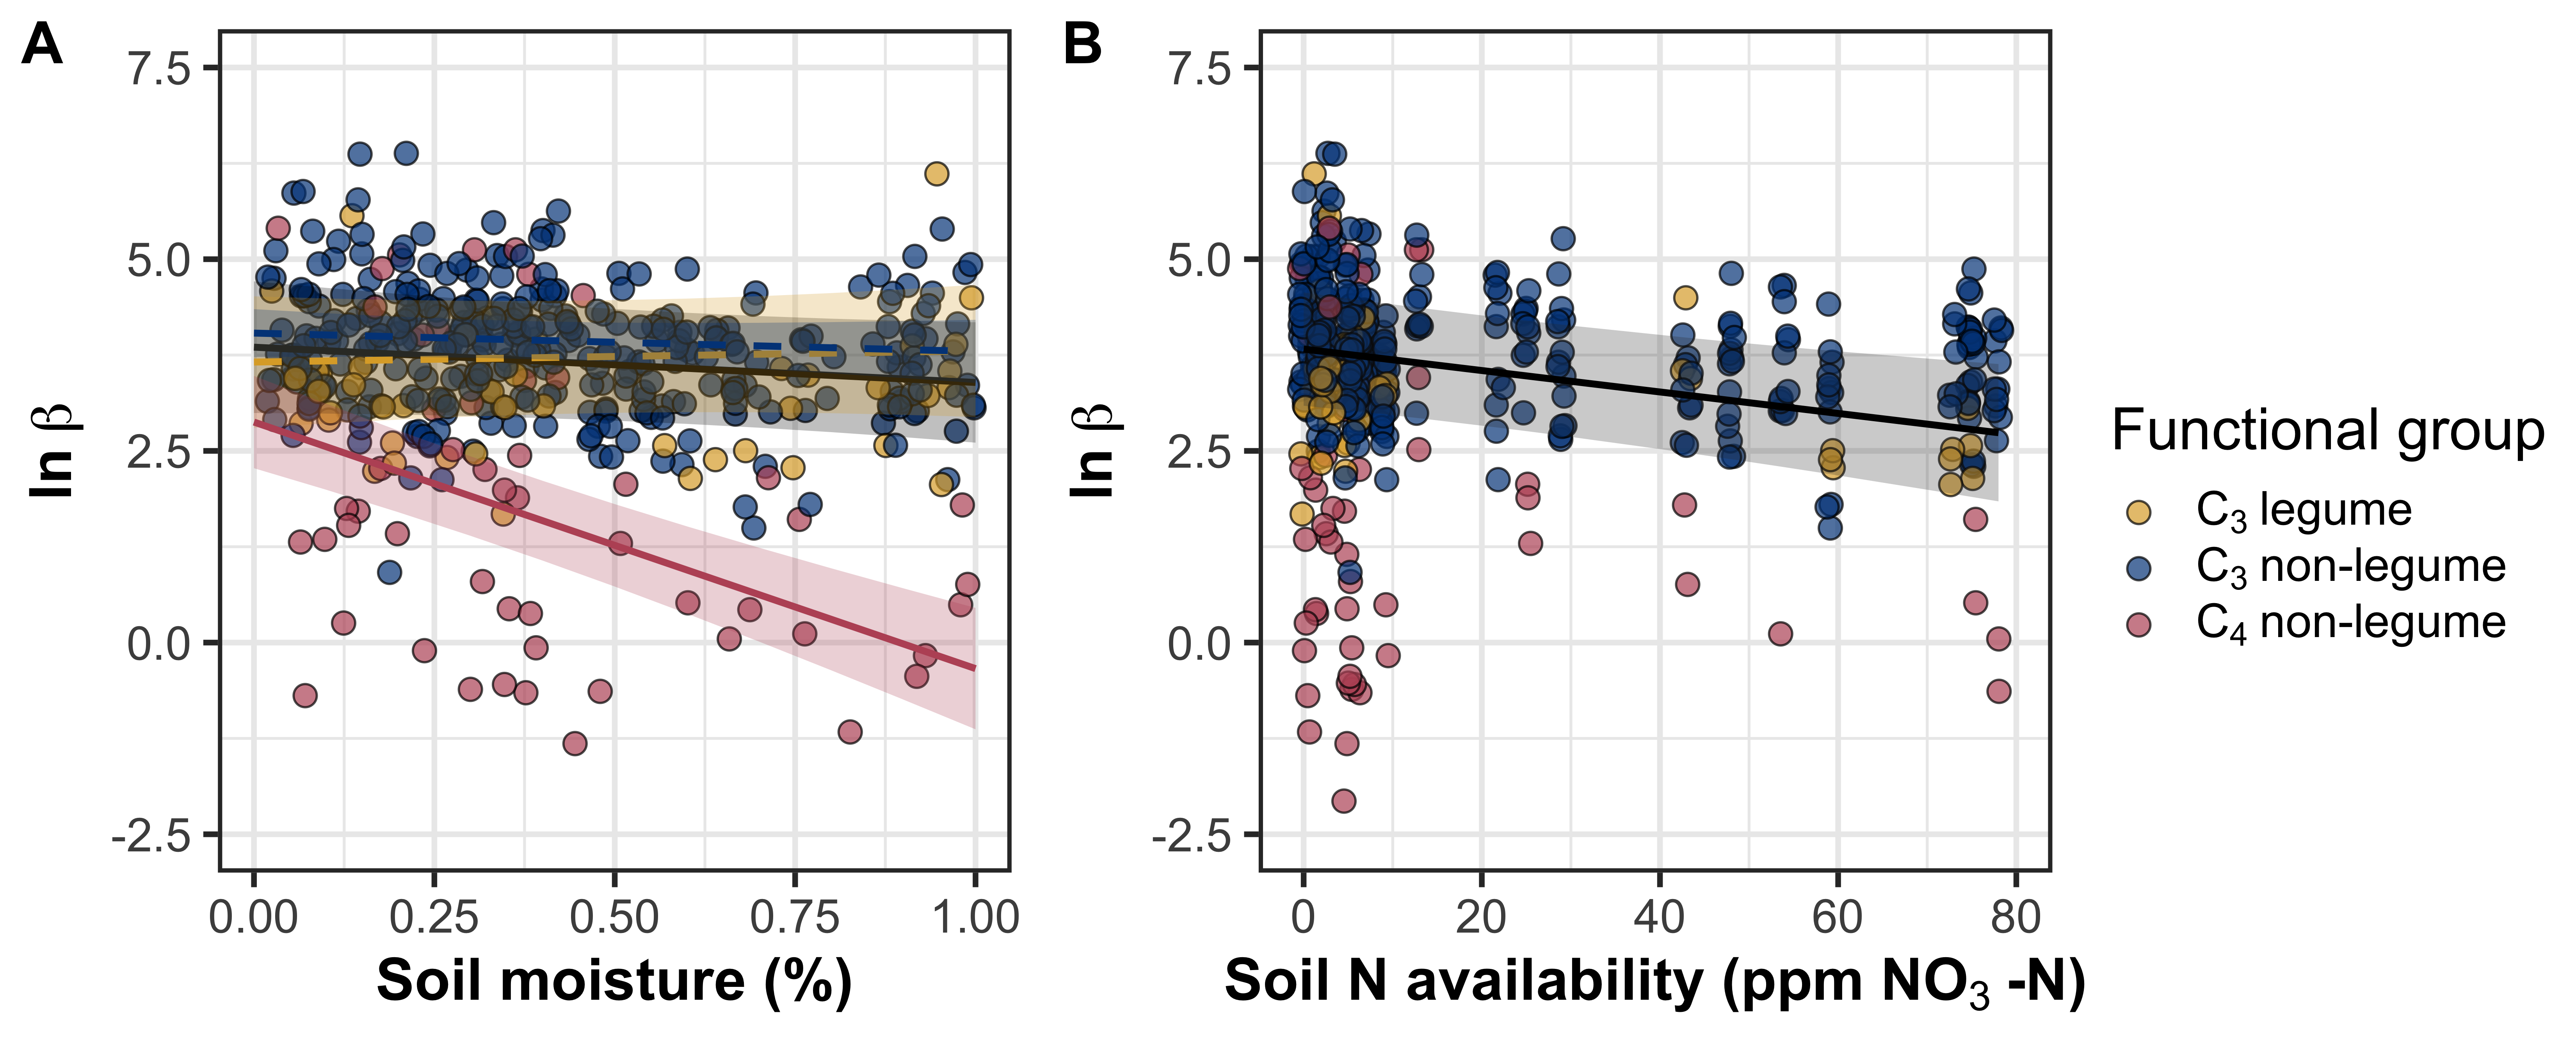 A
7.5
5.0
2.5
0.0
-2.5
ln β
0.00 0.25 0.50 0.75 1.00
Soil moisture (%)
B
7.5
5.0
2.5
0.0
-2.5
ln β
0 20 40 60 80
Soil N availability (ppm NO₃ -N)
Functional group
C₃ legume
C₃ non-legume
C₄ non-legume